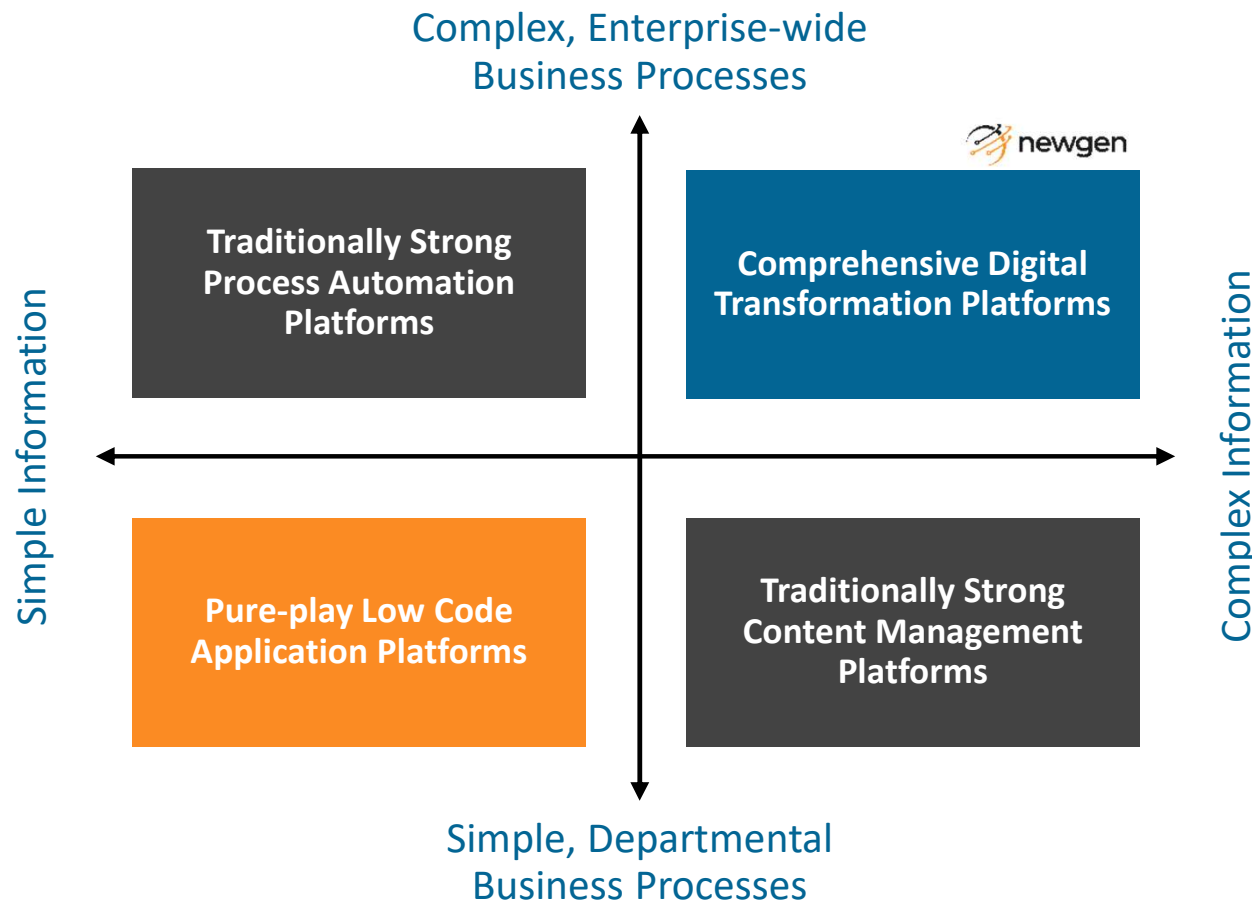 Complex, Enterprise-wide
Business Processes
newgen
Traditionally Strong
Process Automation
Platforms
Comprehensive Digital
Transformation Platforms
Simple Information
Complex Information
Pure-play Low Code
Application Platforms
Traditionally Strong
Content Management
Platforms
Simple, Departmental
Business Processes